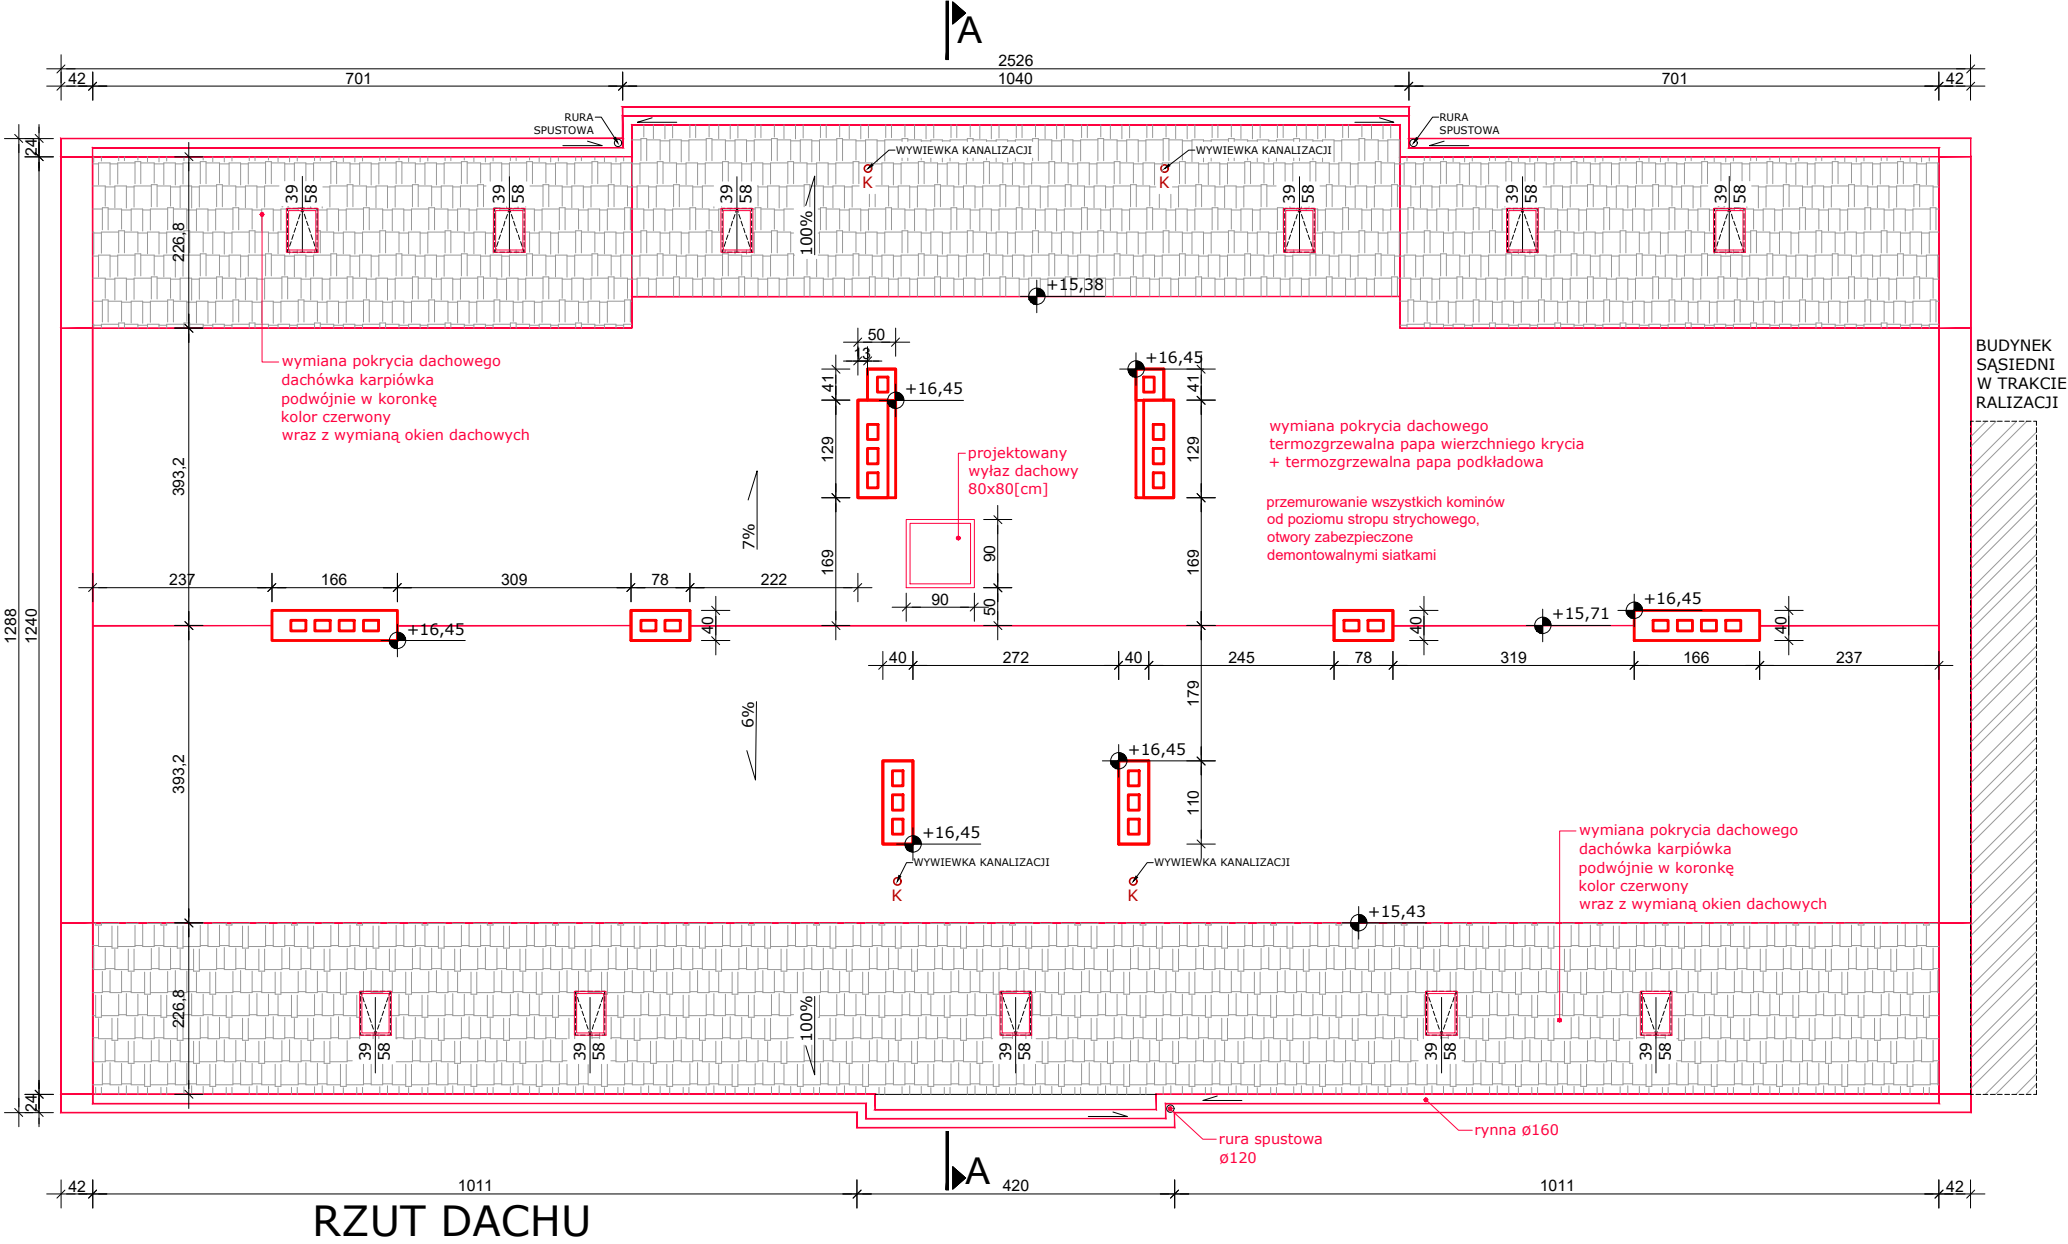 A
2526
42
701
1040
701
42
RURA
SPUSTOWA
RURA
SPUSTOWA
24
WYWIEWKA KANALIZACJI
WYWIEWKA KANALIZACJI
K
K
39
58
39
58
39
58
39
58
39
58
39
58
100%
226,8
+15,38
BUDYNEK
SĄSIEDNI
W TRAKCIE
RALIZACJI
wymiana pokrycia dachowego
dachówka karpiówka
podwójnie w koronkę
kolor czerwony
wraz z wymianą okien dachowych
50
13
41
+16,45
+16,45
41
129
129
wymiana pokrycia dachowego
termozgrzewalna papa wierzchniego krycia
+ termozgrzewalna papa podkładowa
projektowany
wyłaz dachowy
80x80[cm]
przemurowanie wszystkich kominów
od poziomu stropu strychowego,
otwory zabezpieczone
demontowalnymi siatkami
393,2
7%
169
90
169
237
166
309
78
222
90
50
1288
1240
+16,45
40
40
+15,71
+16,45
40
40
272
40
245
78
319
166
237
179
6%
393,2
+16,45
110
+16,45
WYWIEWKA KANALIZACJI
WYWIEWKA KANALIZACJI
K
K
wymiana pokrycia dachowego
dachówka karpiówka
podwójnie w koronkę
kolor czerwony
wraz z wymianą okien dachowych
+15,43
226,8
100%
39
58
39
58
39
58
39
58
39
58
24
rynna ø160
rura spustowa
ø120
A
42
1011
420
1011
42
RZUT DACHU